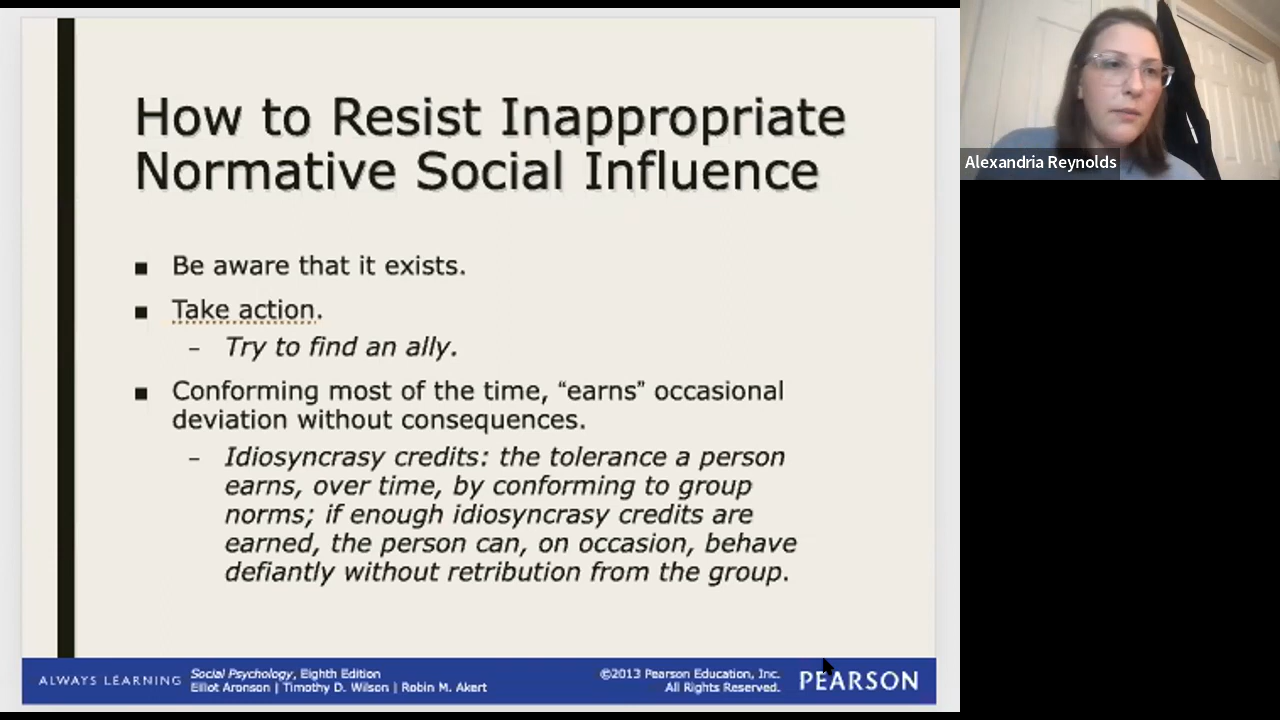 How to Resist Inappropriate
Normative Social Influence
■ Be aware that it exists.
■ Take action.
– Try to find an ally.
■ Conforming most of the time, “earns” occasional
deviation without consequences.
– Idiosyncrasy credits: the tolerance a person
earns, over time, by conforming to group
norms; if enough idiosyncrasy credits are
earned, the person can, on occasion, behave
defiantly without retribution from the group.
ALWAYS LEARNING
Social Psychology, Eighth Edition
Elliot Aronson | Timothy D. Wilson | Robin M. Akert
©2013 Pearson Education, Inc.
All Rights Reserved.
PEARSON
Alexandria Reynolds